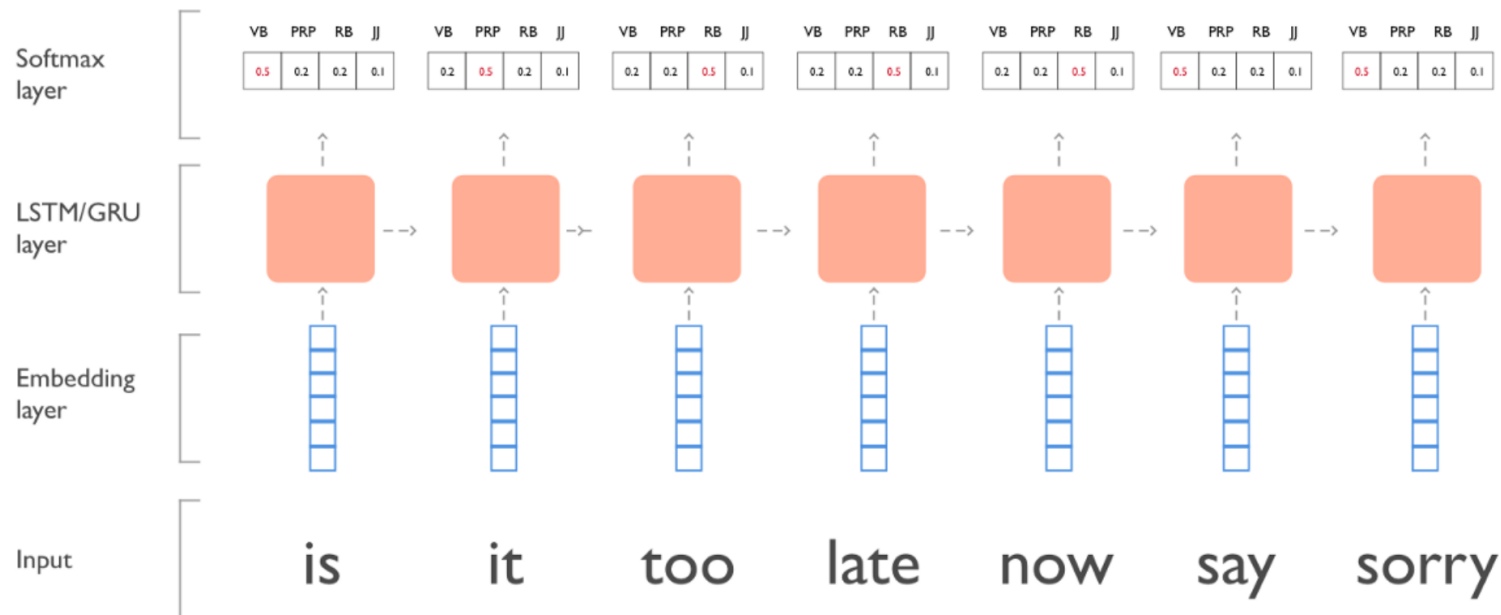 Softmax
layer
VB PRP RB JJ VB PRP RB JJ VB PRP RB JJ VB PRP RB JJ VB PRP RB JJ VB PRP RB JJ VB PRP RB JJ
0.5 0.2 0.2 0.1 0.2 0.5 0.2 0.1 0.2 0.2 0.5 0.1 0.2 0.2 0.5 0.1 0.2 0.2 0.5 0.1 0.5 0.2 0.2 0.1 0.5 0.2 0.2 0.1
LSTM/GRU
layer
Embedding
layer
Input is it too late now say sorry